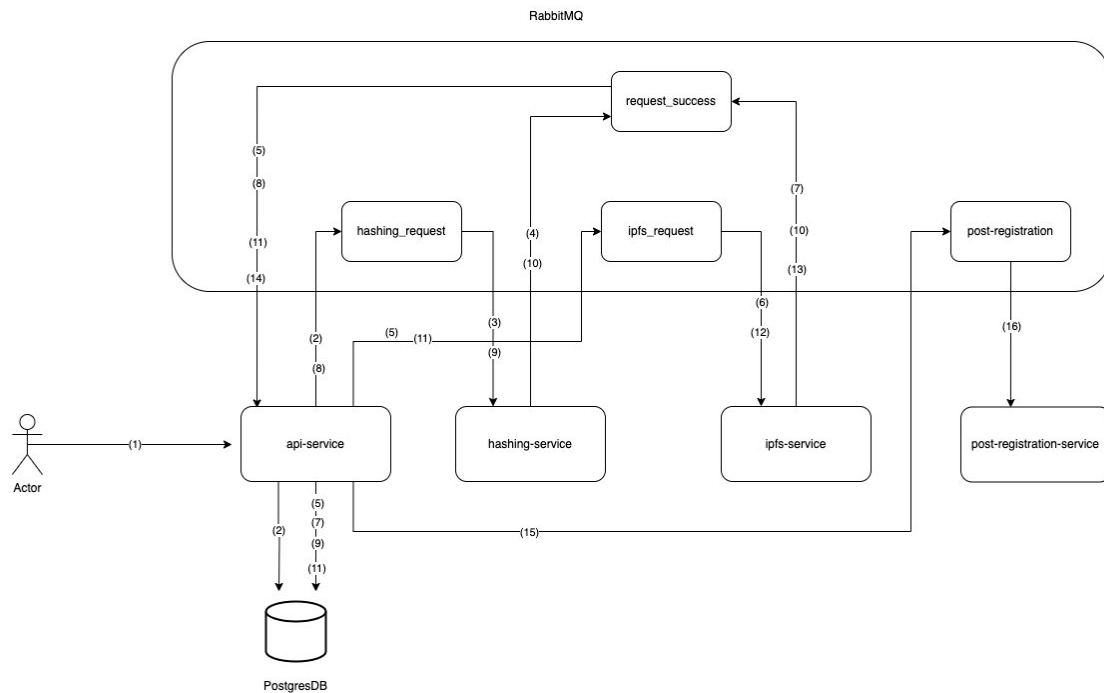 RabbitMQ
request_success
(5)
(8)
(7)
hashing_request
(4)
ipfs_request
(10)
post-registration
(11)
(10)
(14)
(13)
(6)
(3)
(16)
(2)
(5)
(11)
(12)
(9)
(8)
(1)
api-service
hashing-service
ipfs-service
post-registration-service
Actor
(5)
(2)
(7)
(15)
(9)
(11)
PostgresDB